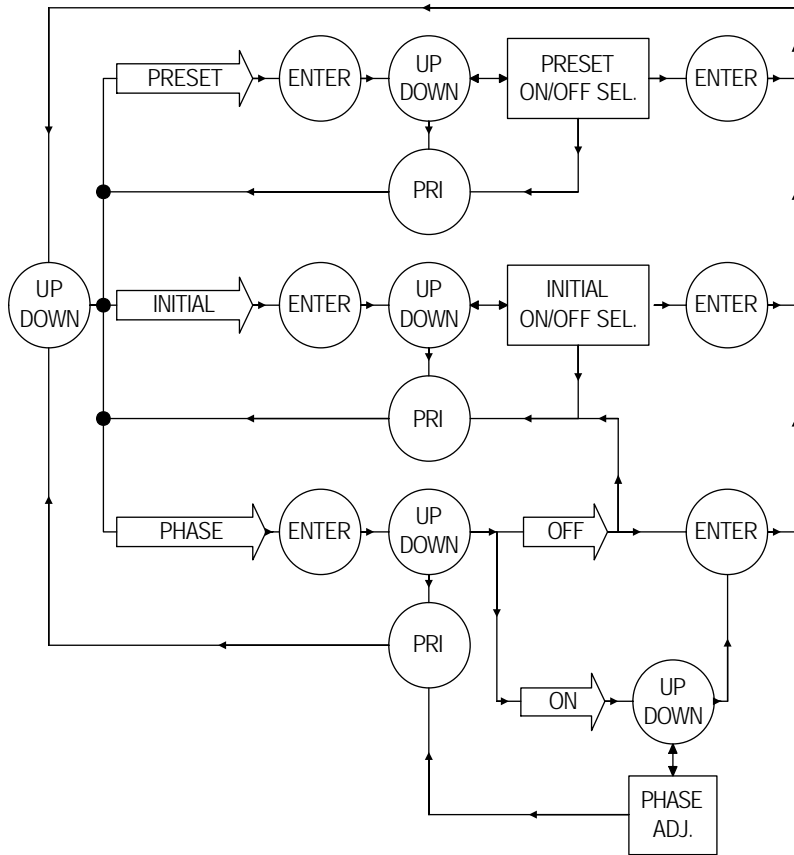 PRESET
ENTER
UP
DOWN
PRESET
ON/OFF SEL.
ENTER
PRI
UP
DOWN
INITIAL
ENTER
UP
DOWN
INITIAL
ON/OFF SEL.
ENTER
PRI
PHASE
ENTER
UP
DOWN
OFF
ENTER
PRI
ON
UP
DOWN
PHASE
ADJ.